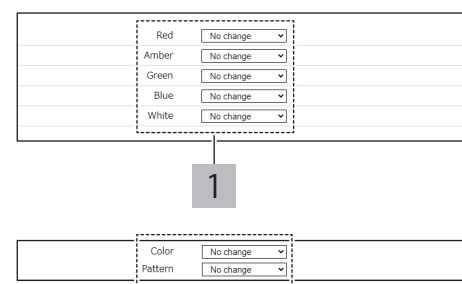 Red No change
Amber No change
Green No change
Blue No change
White No change
1
Color No change
Pattern No change